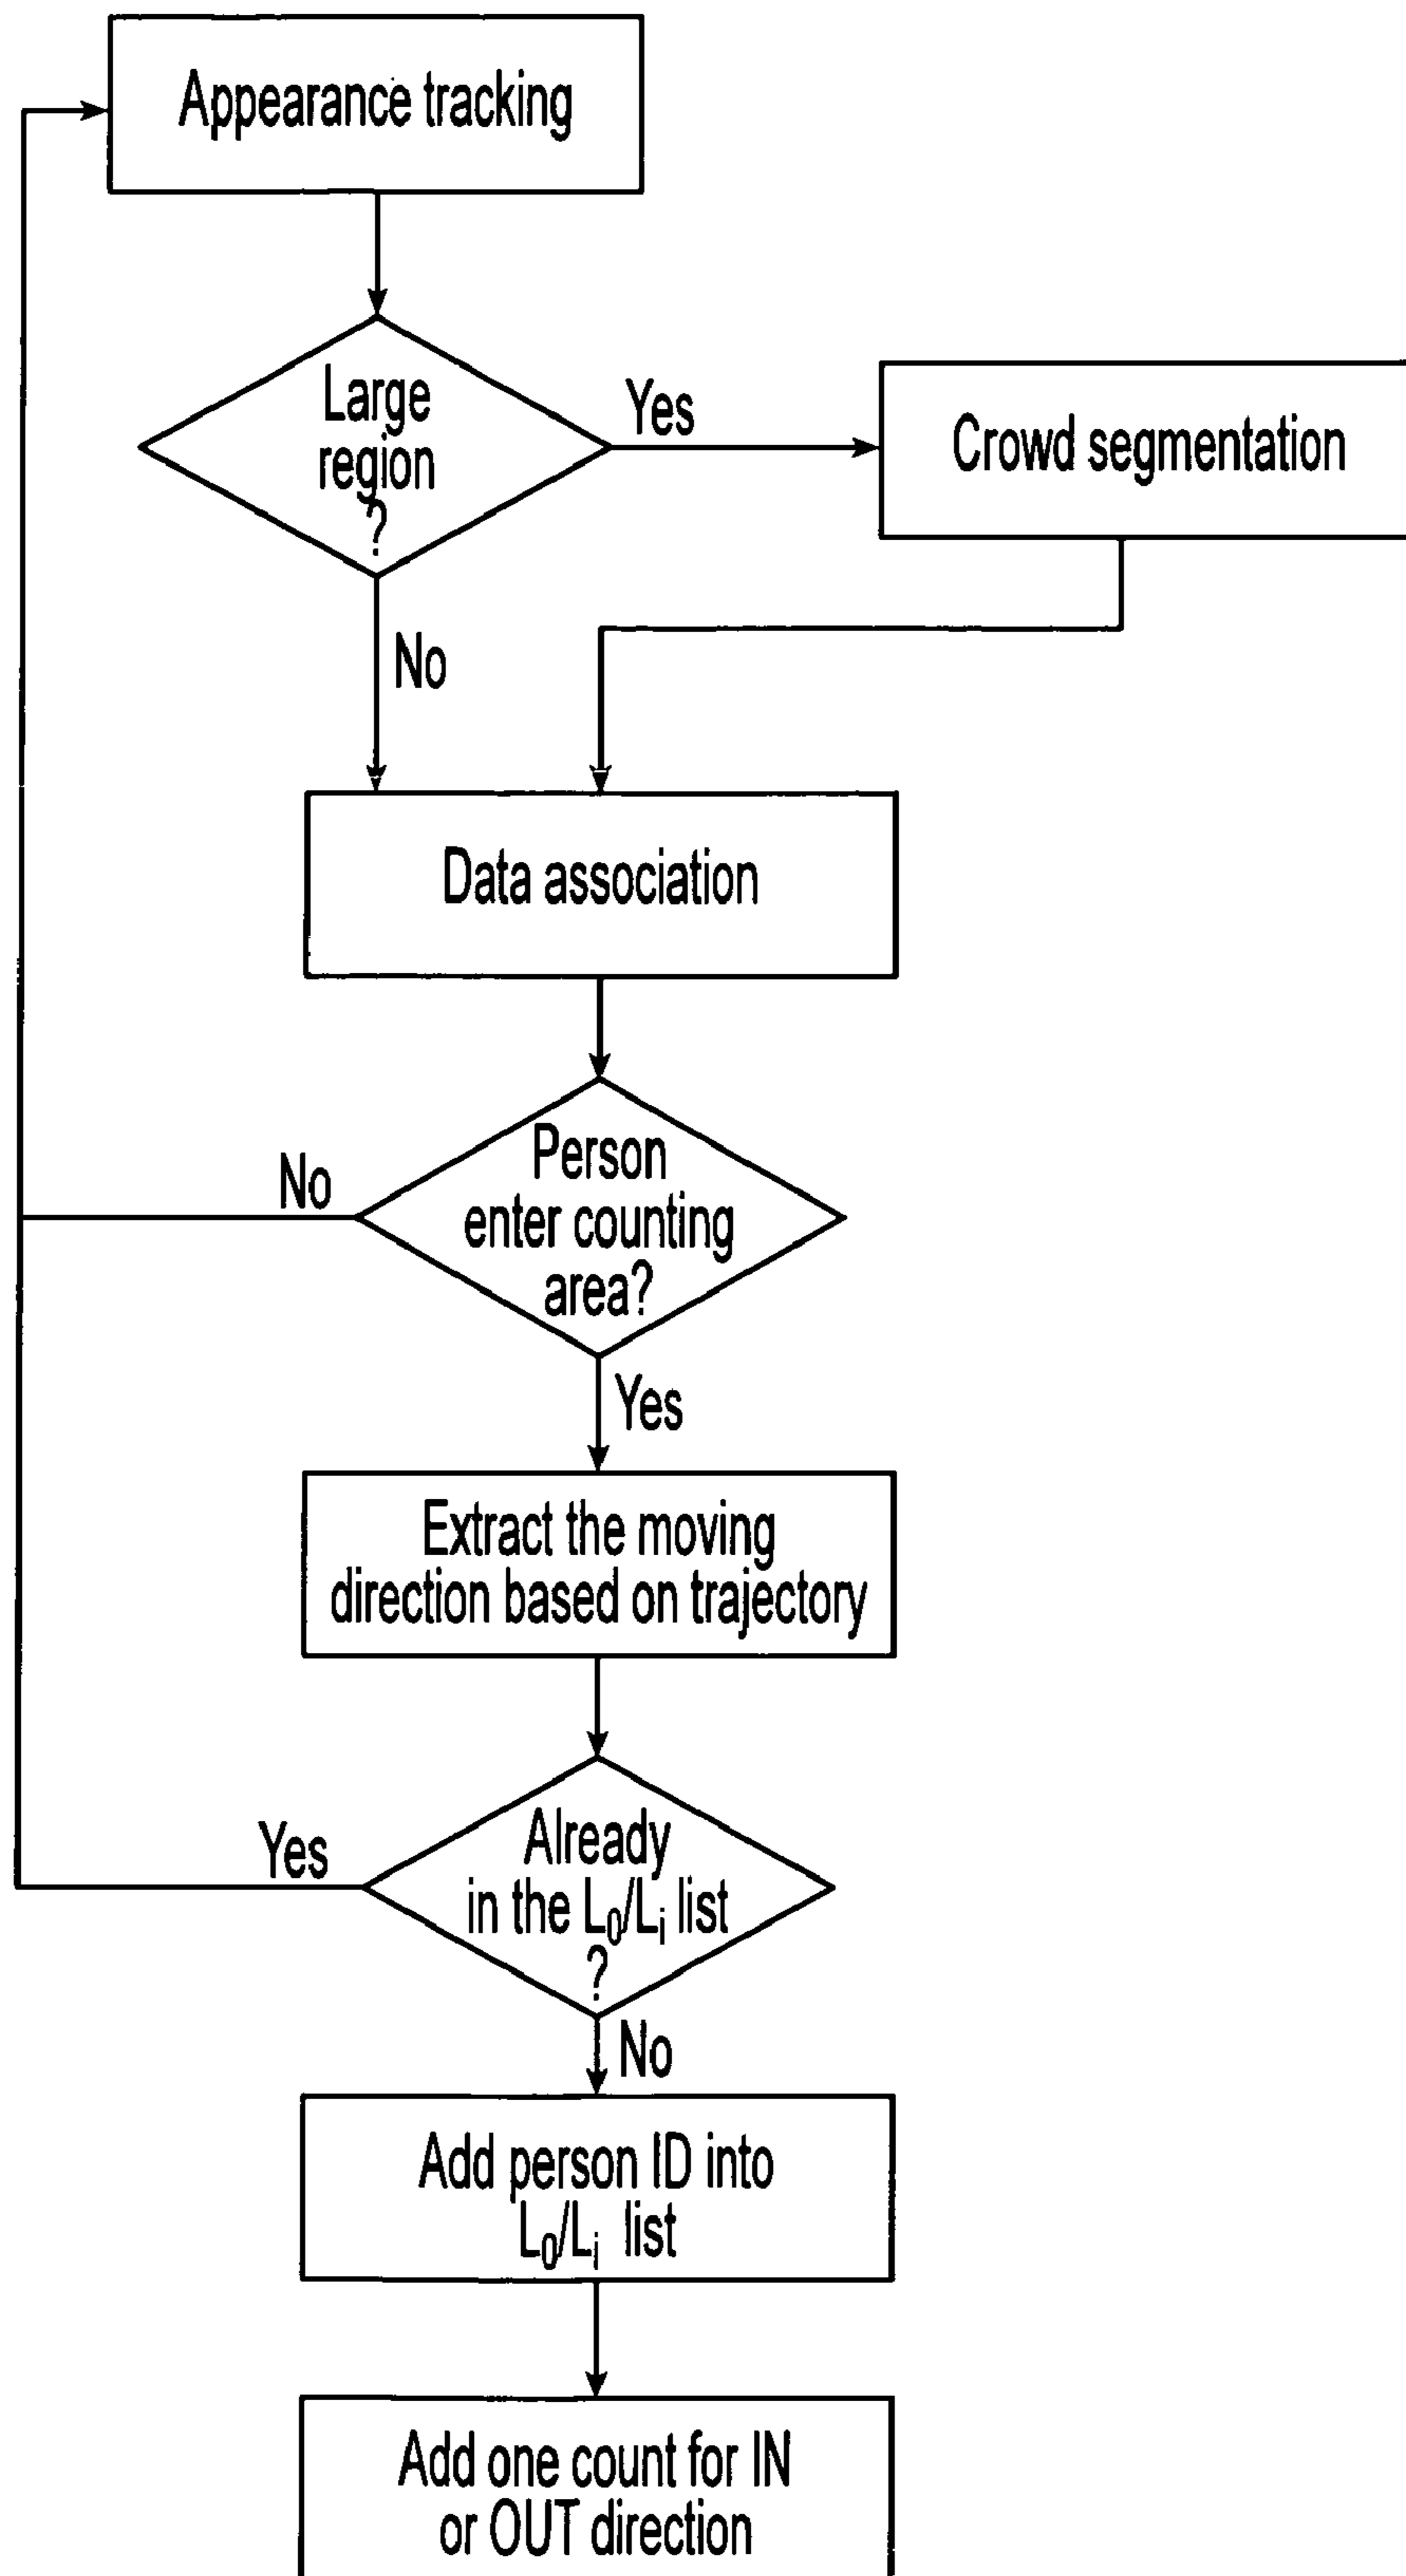 Appearance tracking
Large
region
?
Yes
Crowd segmentation
No
Data association
Person
enter counting
area?
No
Yes
Extract the moving
direction based on trajectory
Already
in the L₀/Lᵢ list
?
Yes
No
Add person ID into
L₀/Lᵢ list
Add one count for IN
or OUT direction